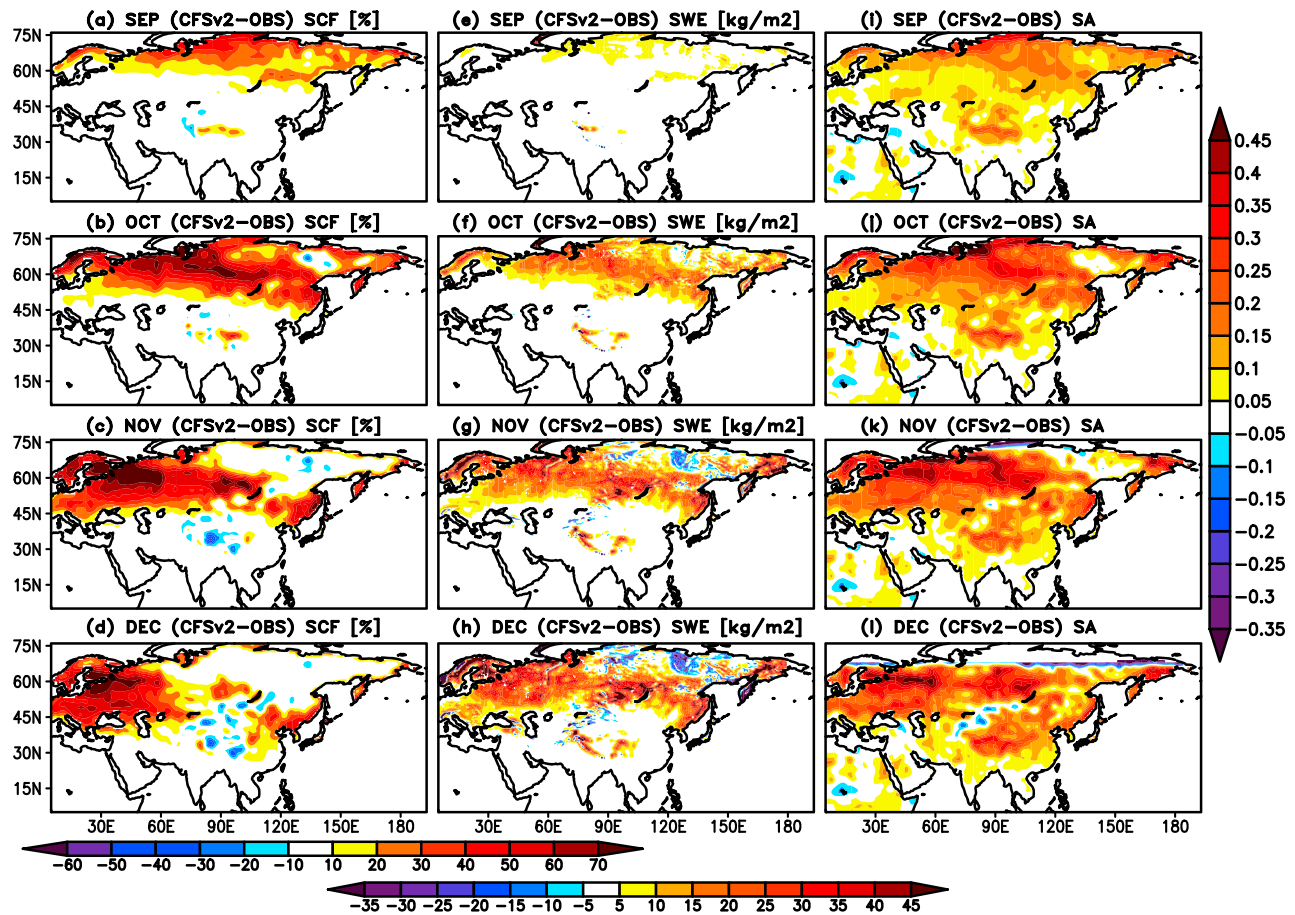 (a) SEP (CFSv2-OBS) SCF [%]
(e) SEP (CFSv2-OBS) SWE [kg/m2]
(i) SEP (CFSv2-OBS) SA
75N
60N
45N
30N
15N
(b) OCT (CFSv2-OBS) SCF [%]
(f) OCT (CFSv2-OBS) SWE [kg/m2]
(j) OCT (CFSv2-OBS) SA
75N
60N
45N
30N
15N
(c) NOV (CFSv2-OBS) SCF [%]
(g) NOV (CFSv2-OBS) SWE [kg/m2]
(k) NOV (CFSv2-OBS) SA
75N
60N
45N
30N
15N
(d) DEC (CFSv2-OBS) SCF [%]
(h) DEC (CFSv2-OBS) SWE [kg/m2]
(l) DEC (CFSv2-OBS) SA
75N
60N
45N
30N
15N
30E 60E 90E 120E 150E 180
30E 60E 90E 120E 150E 180
30E 60E 90E 120E 150E 180
0.45
0.4
0.35
0.3
0.25
0.2
0.15
0.1
0.05
-0.05
-0.1
-0.15
-0.2
-0.25
-0.3
-0.35
-60 -50 -30 -20 -10 10 20 30 40 50 60 70
-35 -30 -25 -20 -15 -10 -5 5 10 15 20 25 30 35 40 45